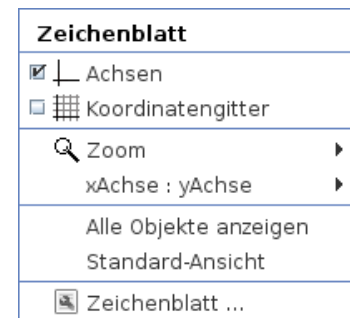 Zeichenblatt
Achsen
Koordinatengitter
Zoom
xAchse : yAchse
Alle Objekte anzeigen
Standard-Ansicht
Zeichenblatt ...